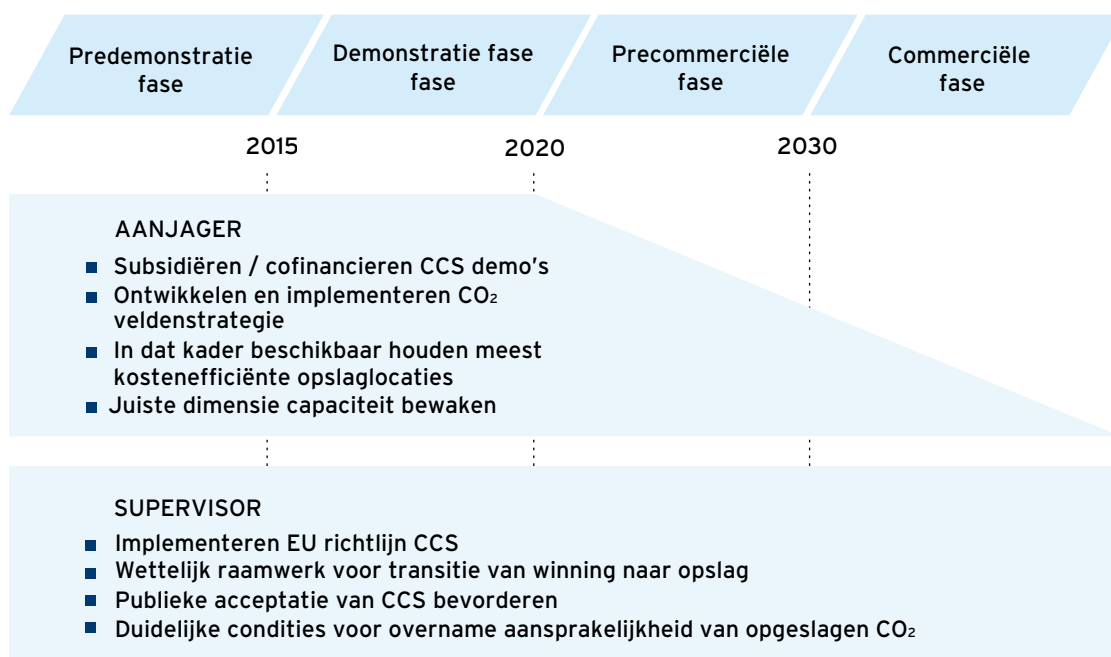 Predemonstratie
fase
Demonstratie fase
fase
Precommerciële
fase
Commerciële
fase
2015
2020
2030
AANJAGER
Subsidiëren / cofinancieren CCS demo's
Ontwikkelen en implementeren CO₂
veldenstrategie
In dat kader beschikbaar houden meest
kostenefficiënte opslaglocaties
Juiste dimensie capaciteit bewaken
SUPERVISOR
Implementeren EU richtlijn CCS
Wettelijk raamwerk voor transitie van winning naar opslag
Publieke acceptatie van CCS bevorderen
Duidelijke condities voor overname aansprakelijkheid van opgeslagen CO₂